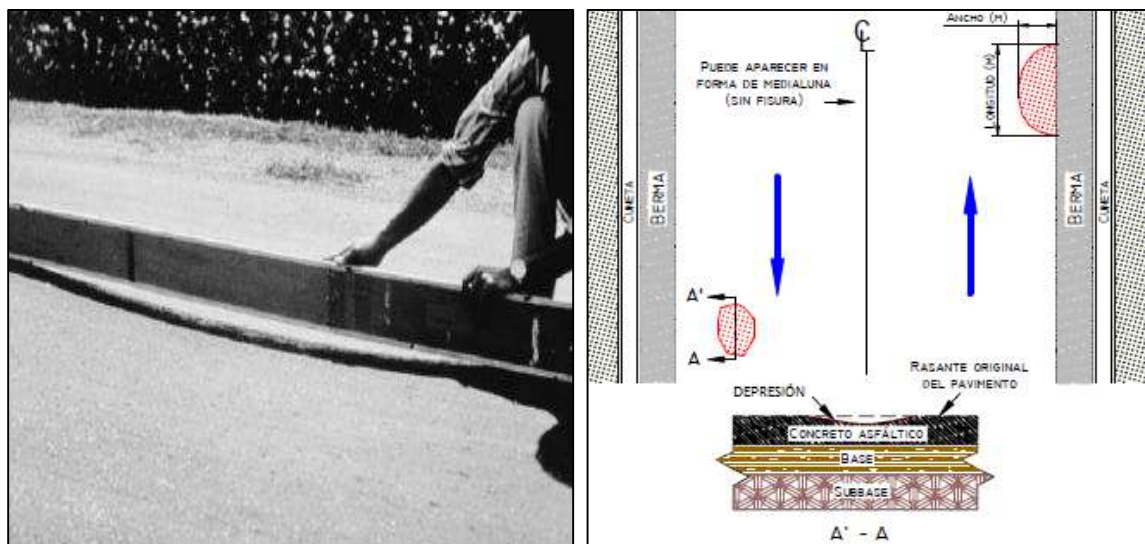 ANCHO (M)
℄
PUEDE APARECER EN
FORMA DE MEDIALUNA
(SIN FISURA)
LONGITUD (M)
CUNETA
BERMA
BERMA
CUNETA
A'
A
RASANTE ORIGINAL
DEL PAVIMENTO
DEPRESIÓN
CONCRETO ASFÁLTICO
BASE
SUBBASE
A' - A